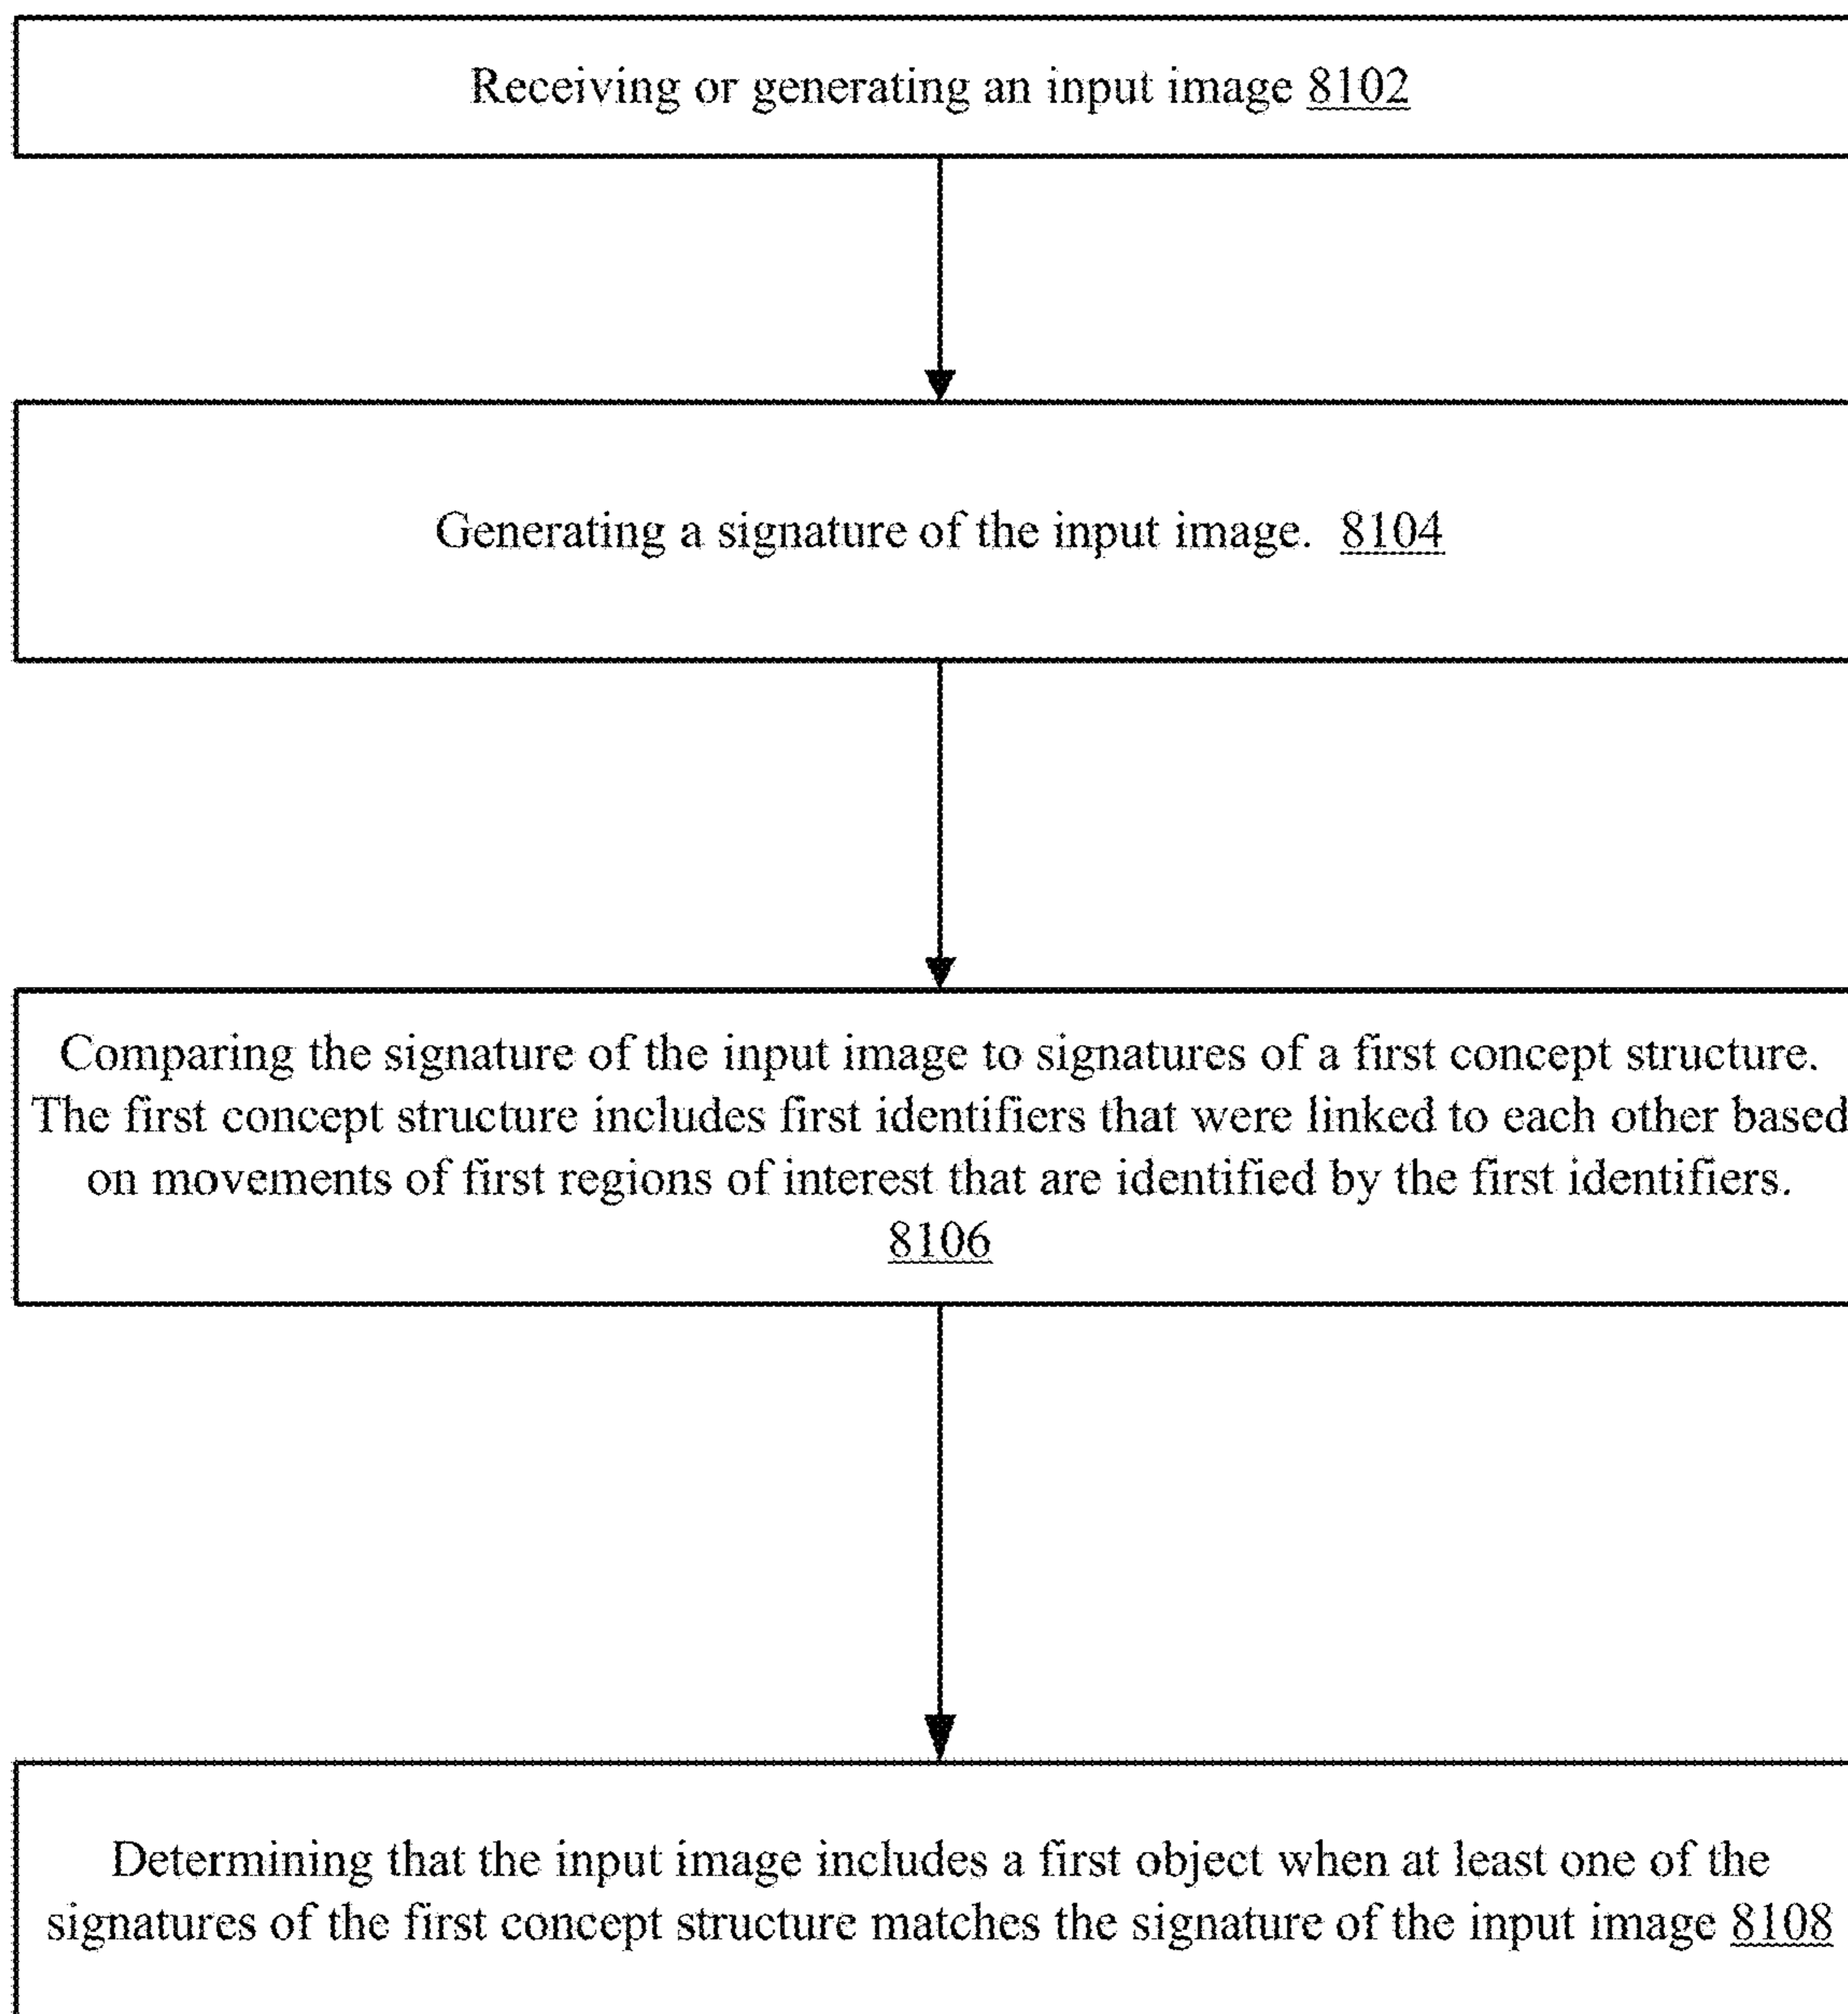 Receiving or generating an input image 8102
Generating a signature of the input image. 8104
Comparing the signature of the input image to signatures of a first concept structure.
The first concept structure includes first identifiers that were linked to each other based
on movements of first regions of interest that are identified by the first identifiers.
8106
Determining that the input image includes a first object when at least one of the
signatures of the first concept structure matches the signature of the input image 8108